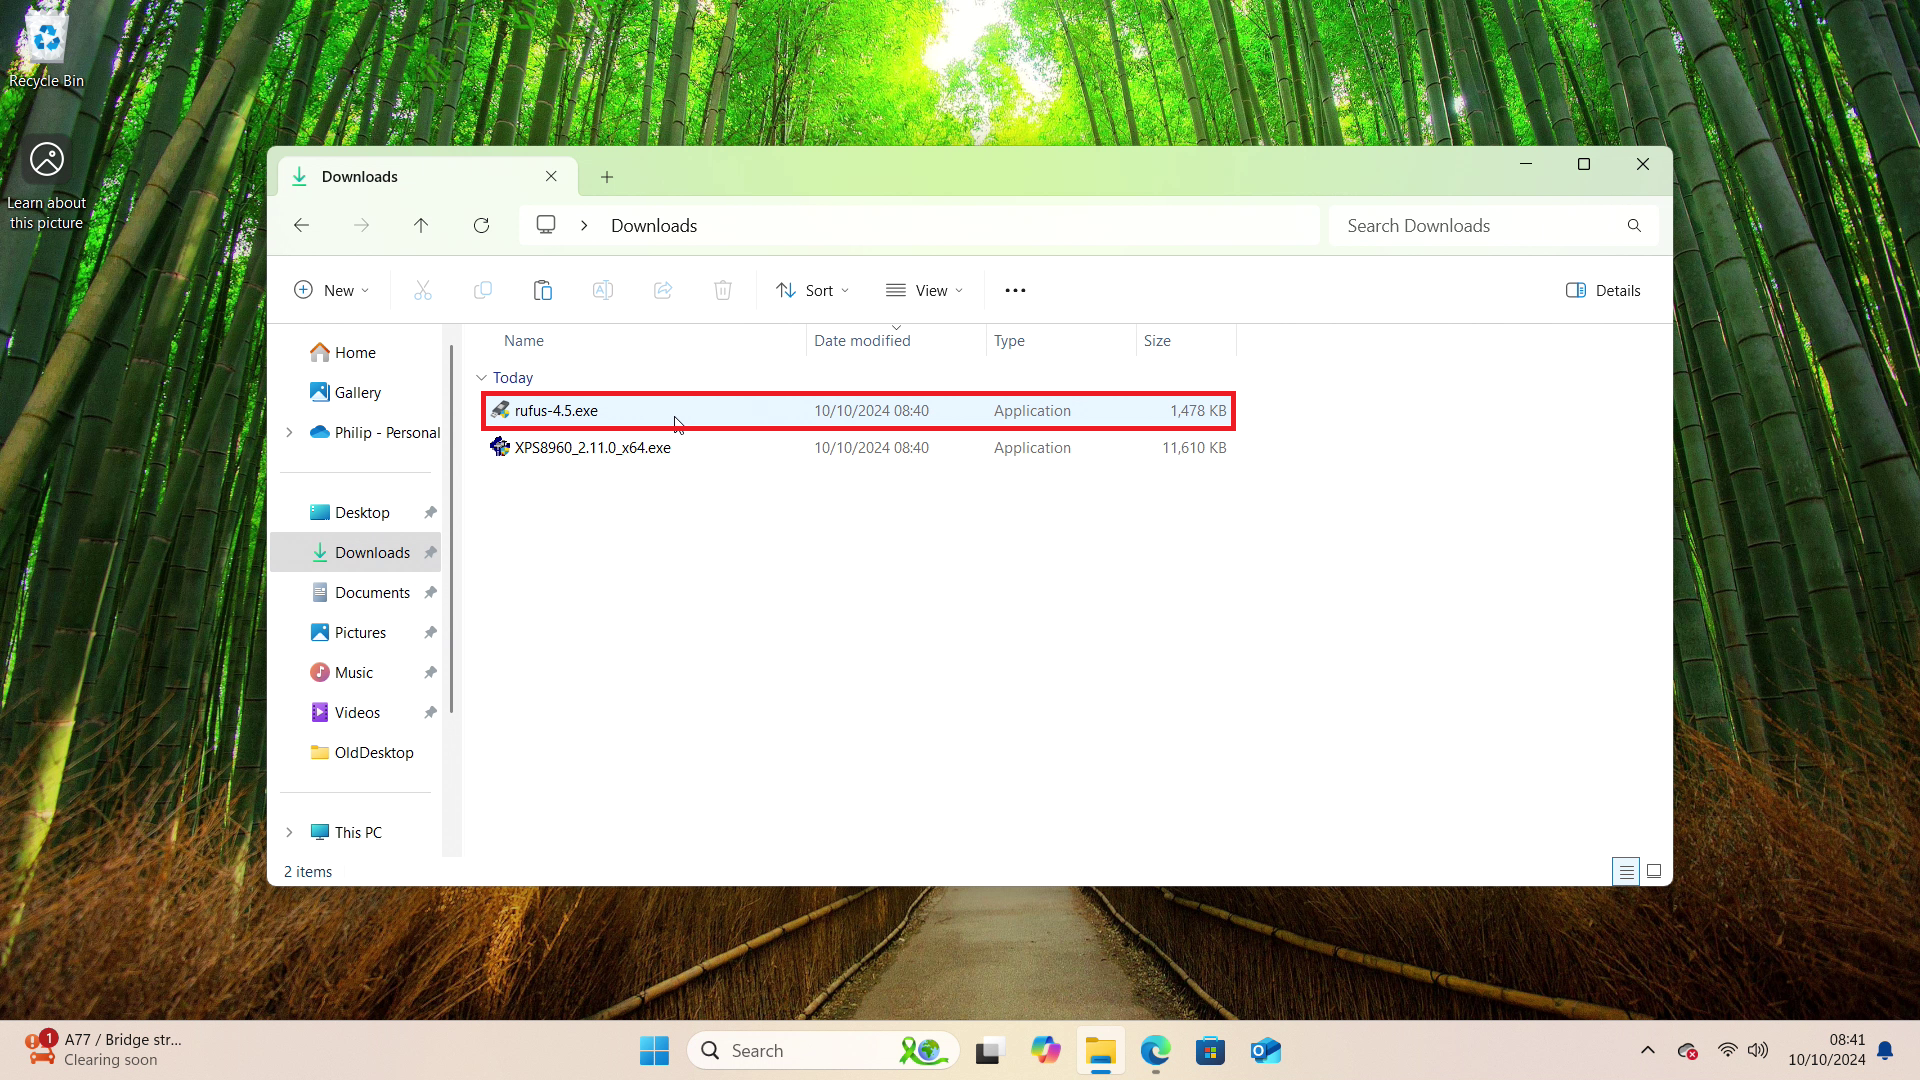 Recycle Bin
Learn about
this picture
Downloads
Downloads
Search Downloads
New
Sort
View
Details
Home
Gallery
Philip - Personal
Desktop
Downloads
Documents
Pictures
Music
Videos
OldDesktop
This PC
Name Date modified Type Size
Today
rufus-4.5.exe 10/10/2024 08:40 Application 1,478 KB
XPS8960_2.11.0_x64.exe 10/10/2024 08:40 Application 11,610 KB
2 items
1
A77 / Bridge str...
Clearing soon
Search
08:41
10/10/2024